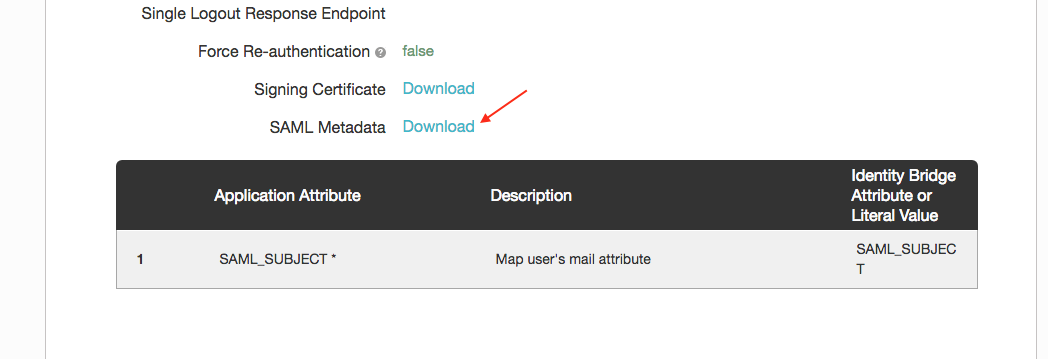 Single Logout Response Endpoint
Force Re-authentication ? false
Signing Certificate Download
SAML Metadata Download
Application Attribute Description Identity Bridge
Attribute or
Literal Value
1 SAML_SUBJECT * Map user's mail attribute SAML_SUBJEC
T